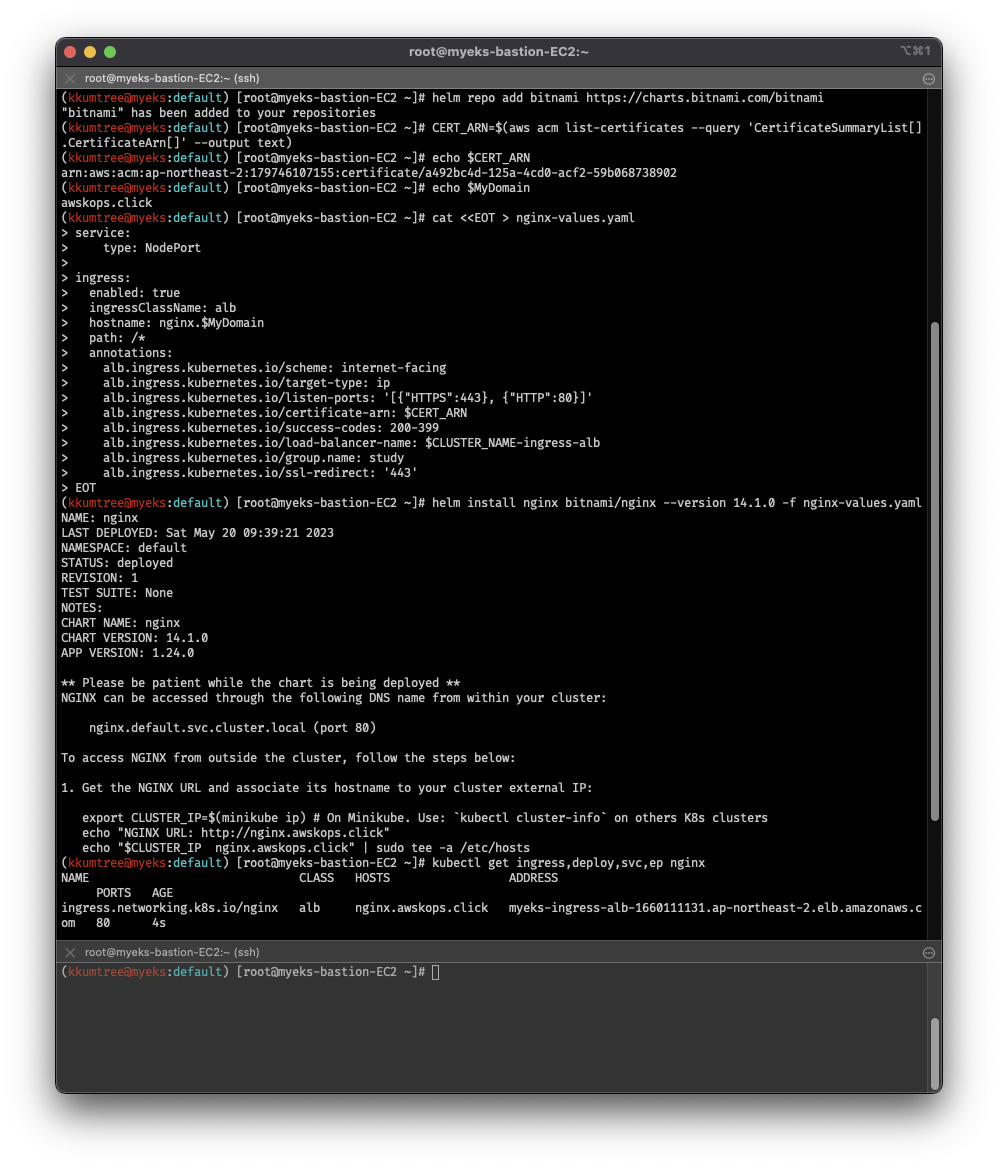 root@myeks-bastion-EC2:~
⌥⌘1
root@myeks-bastion-EC2:~ (ssh)
(kkumtree@myeks:default) [root@myeks-bastion-EC2 ~]# helm repo add bitnami https://charts.bitnami.com/bitnami
"bitnami" has been added to your repositories
(kkumtree@myeks:default) [root@myeks-bastion-EC2 ~]# CERT_ARN=$(aws acm list-certificates --query 'CertificateSummaryList[]
.CertificateArn[]' --output text)
(kkumtree@myeks:default) [root@myeks-bastion-EC2 ~]# echo $CERT_ARN
arn:aws:acm:ap-northeast-2:179746107155:certificate/a492bc4d-125a-4cd0-acf2-59b068738902
(kkumtree@myeks:default) [root@myeks-bastion-EC2 ~]# echo $MyDomain
awskops.click
(kkumtree@myeks:default) [root@myeks-bastion-EC2 ~]# cat <<EOT > nginx-values.yaml
> service:
>     type: NodePort
>
> ingress:
>   enabled: true
>   ingressClassName: alb
>   hostname: nginx.$MyDomain
>   path: /*
>   annotations:
>     alb.ingress.kubernetes.io/scheme: internet-facing
>     alb.ingress.kubernetes.io/target-type: ip
>     alb.ingress.kubernetes.io/listen-ports: '[{"HTTPS":443}, {"HTTP":80}]'
>     alb.ingress.kubernetes.io/certificate-arn: $CERT_ARN
>     alb.ingress.kubernetes.io/success-codes: 200-399
>     alb.ingress.kubernetes.io/load-balancer-name: $CLUSTER_NAME-ingress-alb
>     alb.ingress.kubernetes.io/group.name: study
>     alb.ingress.kubernetes.io/ssl-redirect: '443'
> EOT
(kkumtree@myeks:default) [root@myeks-bastion-EC2 ~]# helm install nginx bitnami/nginx --version 14.1.0 -f nginx-values.yaml
NAME: nginx
LAST DEPLOYED: Sat May 20 09:39:21 2023
NAMESPACE: default
STATUS: deployed
REVISION: 1
TEST SUITE: None
NOTES:
CHART NAME: nginx
CHART VERSION: 14.1.0
APP VERSION: 1.24.0
** Please be patient while the chart is being deployed **
NGINX can be accessed through the following DNS name from within your cluster:
    nginx.default.svc.cluster.local (port 80)
To access NGINX from outside the cluster, follow the steps below:
1. Get the NGINX URL and associate its hostname to your cluster external IP:
   export CLUSTER_IP=$(minikube ip) # On Minikube. Use: `kubectl cluster-info` on others K8s clusters
   echo "NGINX URL: http://nginx.awskops.click"
   echo "$CLUSTER_IP  nginx.awskops.click" | sudo tee -a /etc/hosts
(kkumtree@myeks:default) [root@myeks-bastion-EC2 ~]# kubectl get ingress,deploy,svc,ep nginx
NAME                              CLASS   HOSTS                 ADDRESS
     PORTS   AGE
ingress.networking.k8s.io/nginx   alb     nginx.awskops.click   myeks-ingress-alb-1660111131.ap-northeast-2.elb.amazonaws.c
om   80      4s
root@myeks-bastion-EC2:~ (ssh)
(kkumtree@myeks:default) [root@myeks-bastion-EC2 ~]#